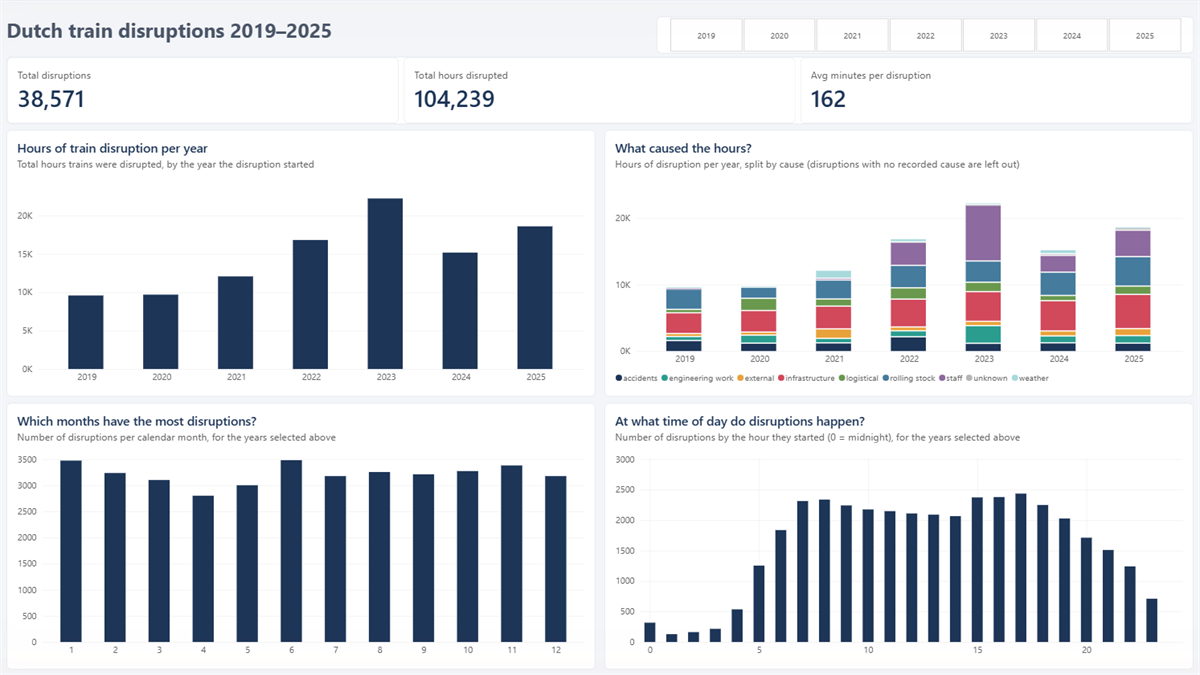 Dutch train disruptions 2019–2025
2019 2020 2021 2022 2023 2024 2025
Total disruptions
38,571
Total hours disrupted
104,239
Avg minutes per disruption
162
Hours of train disruption per year
Total hours trains were disrupted, by the year the disruption started
20K
15K
10K
5K
0K
2019 2020 2021 2022 2023 2024 2025
What caused the hours?
Hours of disruption per year, split by cause (disruptions with no recorded cause are left out)
20K
10K
0K
2019 2020 2021 2022 2023 2024 2025
accidents engineering work external infrastructure logistical rolling stock staff unknown weather
Which months have the most disruptions?
Number of disruptions per calendar month, for the years selected above
3500
3000
2500
2000
1500
1000
500
0
1 2 3 4 5 6 7 8 9 10 11 12
At what time of day do disruptions happen?
Number of disruptions by the hour they started (0 = midnight), for the years selected above
3000
2500
2000
1500
1000
500
0
0 5 10 15 20